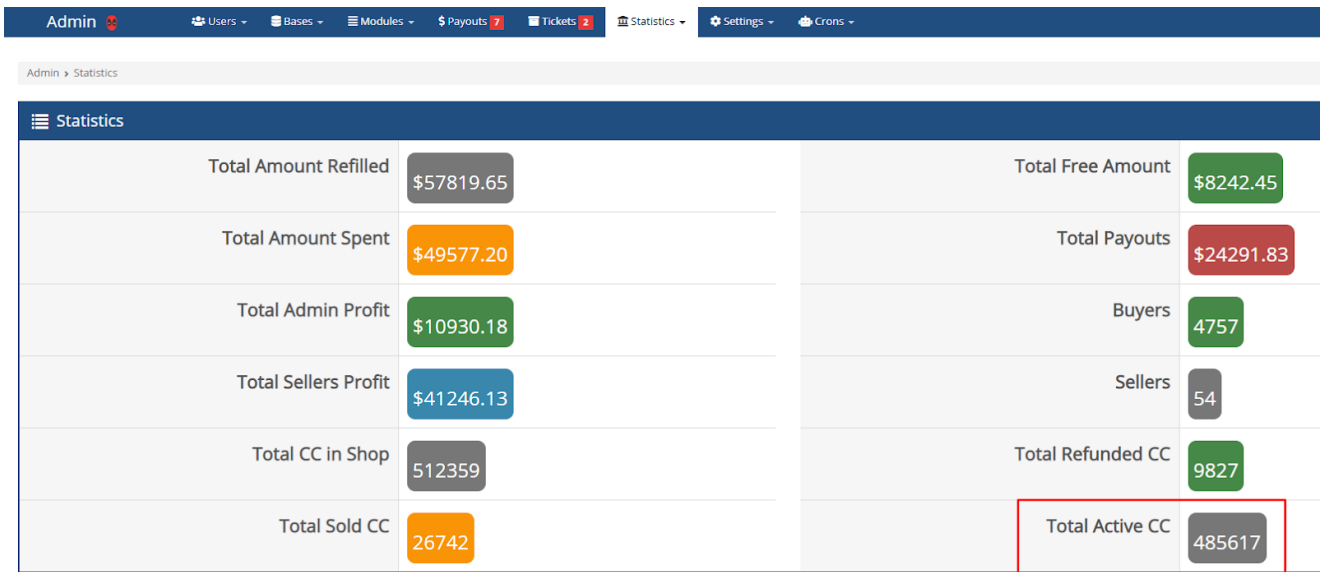 Admin Users Bases Modules $ Payouts 7 Tickets 2 Statistics Settings Crons
Admin > Statistics
Statistics
Total Amount Refilled $57819.65 Total Free Amount $8242.45
Total Amount Spent $49577.20 Total Payouts $24291.83
Total Admin Profit $10930.18 Buyers 4757
Total Sellers Profit $41246.13 Sellers 54
Total CC in Shop 512359 Total Refunded CC 9827
Total Sold CC 26742 Total Active CC 485617